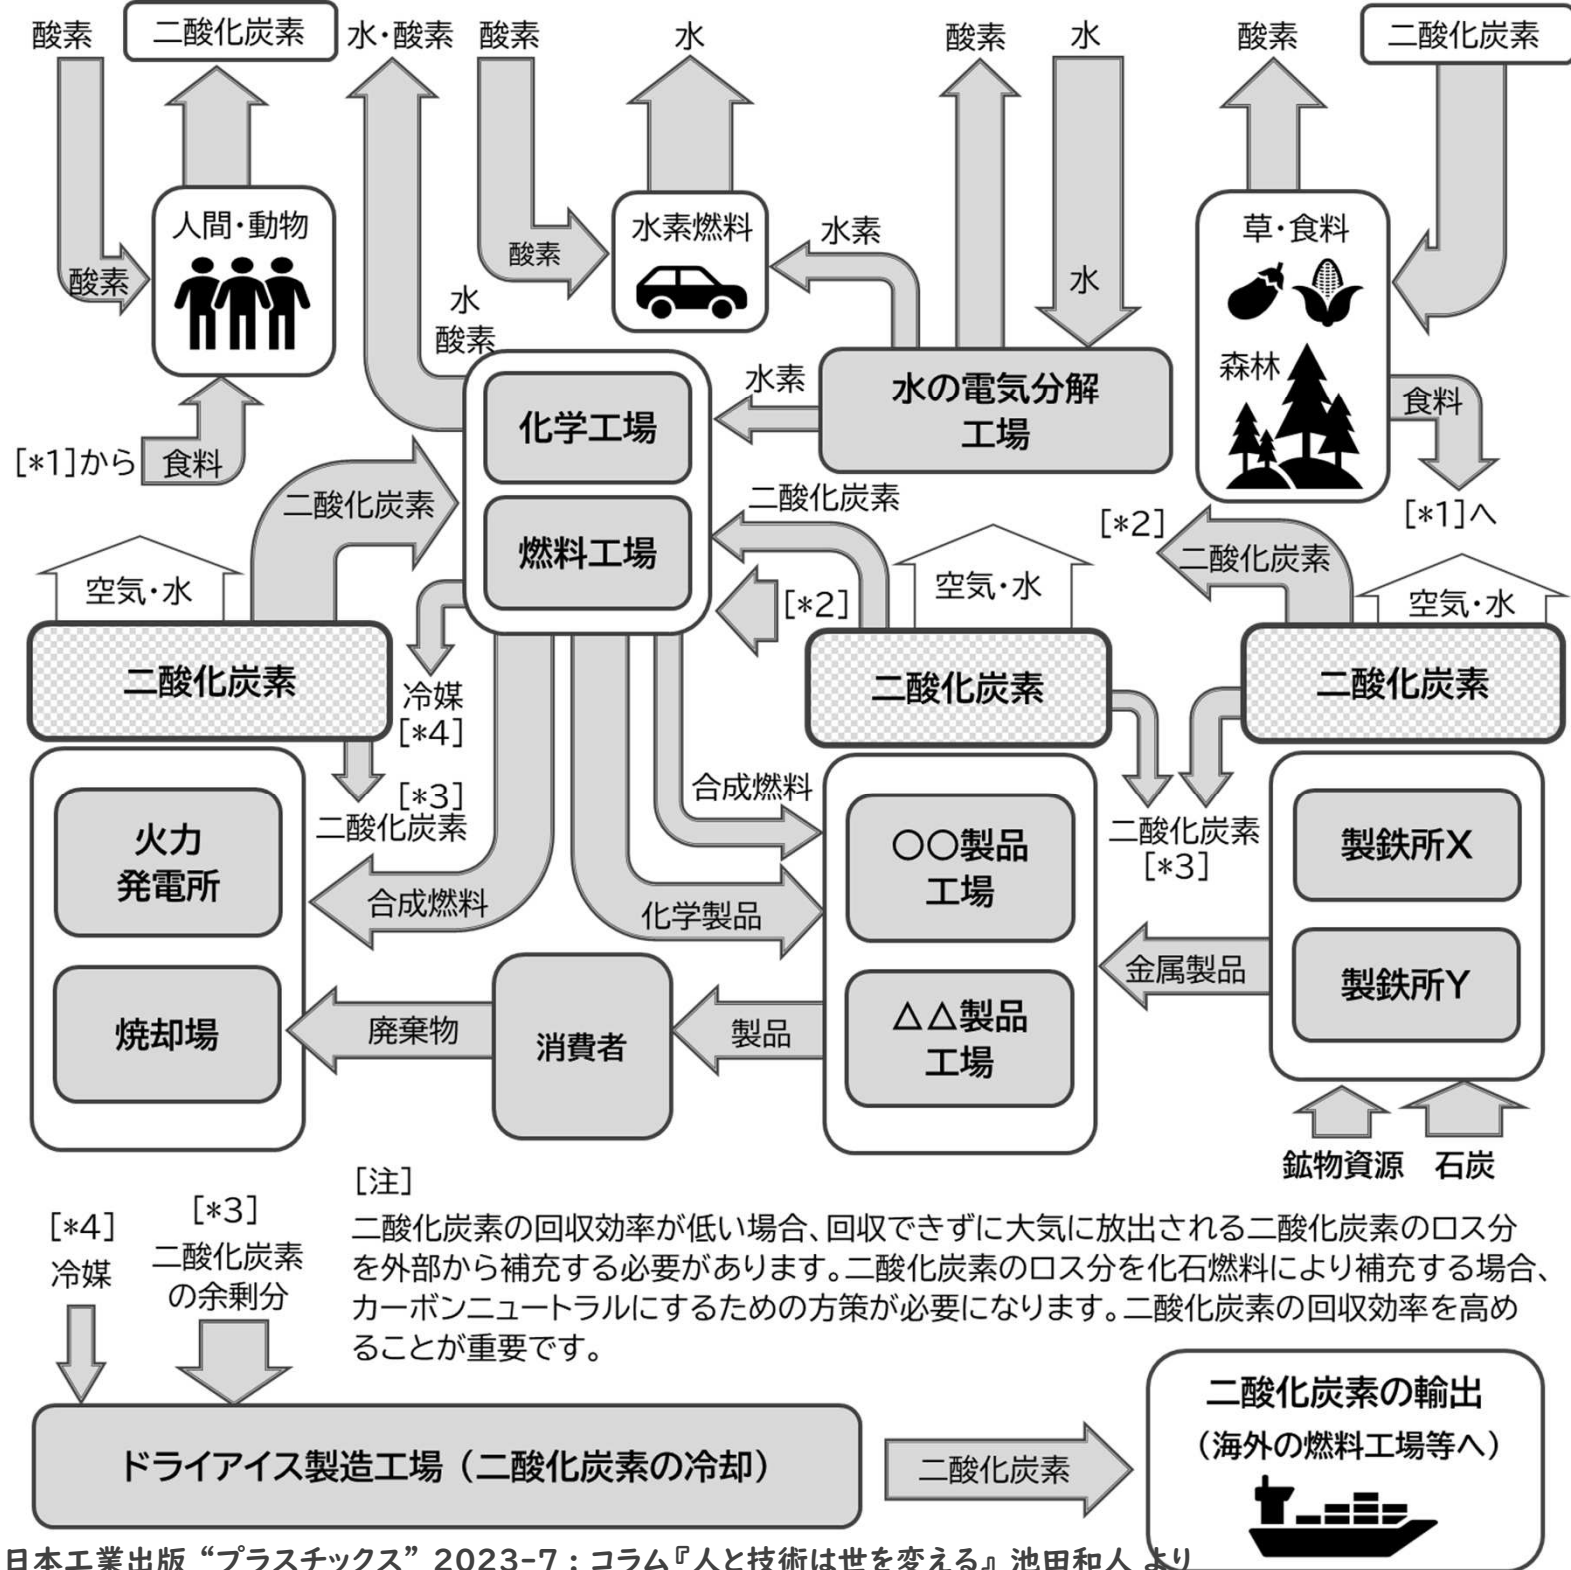 酸素
二酸化炭素
水・酸素
酸素
水
酸素
水
酸素
二酸化炭素
人間・動物
酸素
水素燃料
酸素
水素
水
草・食料
森林
水
酸素
水素
水の電気分解
工場
食料
[*1]へ
[*1]から
食料
化学工場
燃料工場
二酸化炭素
二酸化炭素
[*2]
[*2]
二酸化炭素
空気・水
空気・水
空気・水
二酸化炭素
二酸化炭素
二酸化炭素
冷媒
[*4]
[*3]
二酸化炭素
合成燃料
二酸化炭素
[*3]
火力
発電所
合成燃料
化学製品
〇〇製品
工場
製鉄所X
金属製品
製鉄所Y
焼却場
廃棄物
消費者
製品
△△製品
工場
鉱物資源
石炭
[注]
二酸化炭素の回収効率が低い場合、回収できずに大気に放出される二酸化炭素のロス分
を外部から補充する必要があります。二酸化炭素のロス分を化石燃料により補充する場合、
カーボンニュートラルにするための方策が必要になります。二酸化炭素の回収効率を高め
ることが重要です。
[*4]
冷媒
[*3]
二酸化炭素
の余剰分
ドライアイス製造工場（二酸化炭素の冷却）
二酸化炭素
二酸化炭素の輸出
（海外の燃料工場等へ）
日本工業出版 “プラスチックス” 2023-7：コラム『人と技術は世を変える』 池田和人 より